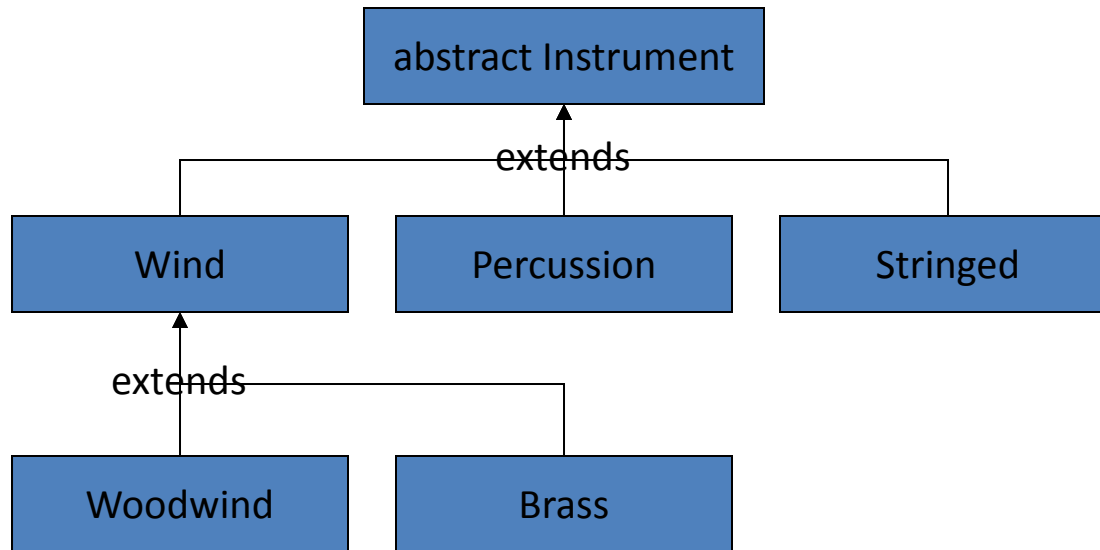 abstract Instrument
extends
Wind
Percussion
Stringed
extends
Woodwind
Brass